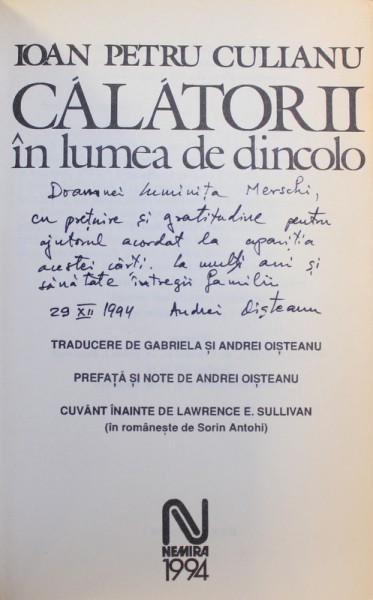 IOAN PETRU CULIANU
CĂLĂTORII
în lumea de dincolo
Doamnei Luminița Merschi,
cu prețuire și gratitudine pentru
ajutorul acordat la apariția
acestei cărți. La mulți ani și
sănătate întregii familii
29 XII 1994 Andrei Oișteanu
TRADUCERE DE GABRIELA ȘI ANDREI OIȘTEANU
PREFAȚĂ ȘI NOTE DE ANDREI OIȘTEANU
CUVÂNT ÎNAINTE DE LAWRENCE E. SULLIVAN
(în românește de Sorin Antohi)
NEMIRA
1994